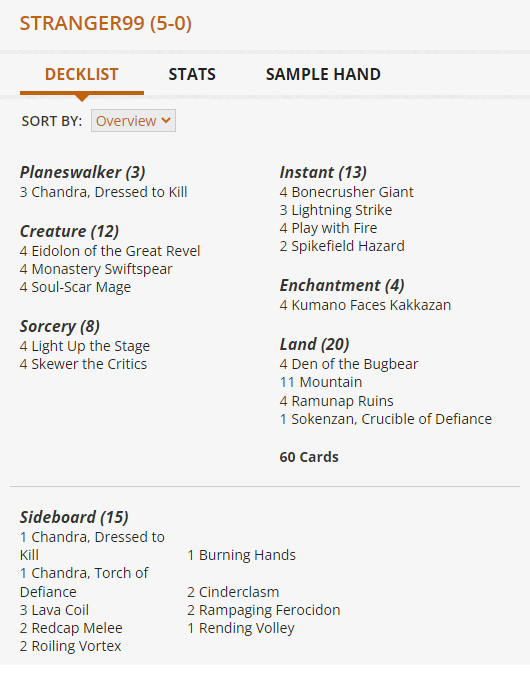 STRANGER99 (5-0)
DECKLIST
STATS
SAMPLE HAND
SORT BY: Overview
Planeswalker (3)
3 Chandra, Dressed to Kill
Creature (12)
4 Eidolon of the Great Revel
4 Monastery Swiftspear
4 Soul-Scar Mage
Sorcery (8)
4 Light Up the Stage
4 Skewer the Critics
Instant (13)
4 Bonecrusher Giant
3 Lightning Strike
4 Play with Fire
2 Spikefield Hazard
Enchantment (4)
4 Kumano Faces Kakkazan
Land (20)
4 Den of the Bugbear
11 Mountain
4 Ramunap Ruins
1 Sokenzan, Crucible of Defiance
60 Cards
Sideboard (15)
1 Chandra, Dressed to
Kill
1 Chandra, Torch of
Defiance
3 Lava Coil
2 Redcap Melee
2 Roiling Vortex
1 Burning Hands
2 Cinderclasm
2 Rampaging Ferocidon
1 Rending Volley